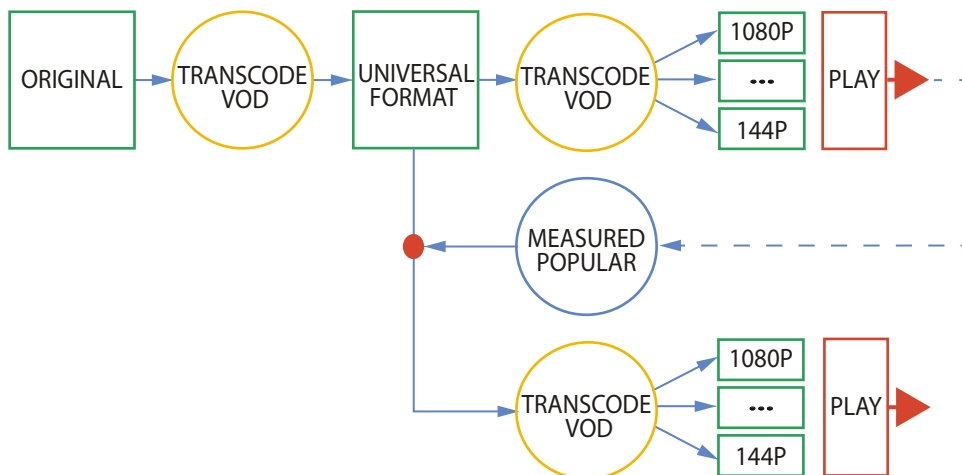 ORIGINAL
TRANSCODE
VOD
UNIVERSAL
FORMAT
TRANSCODE
VOD
1080P
...
144P
PLAY
MEASURED
POPULAR
TRANSCODE
VOD
1080P
...
144P
PLAY